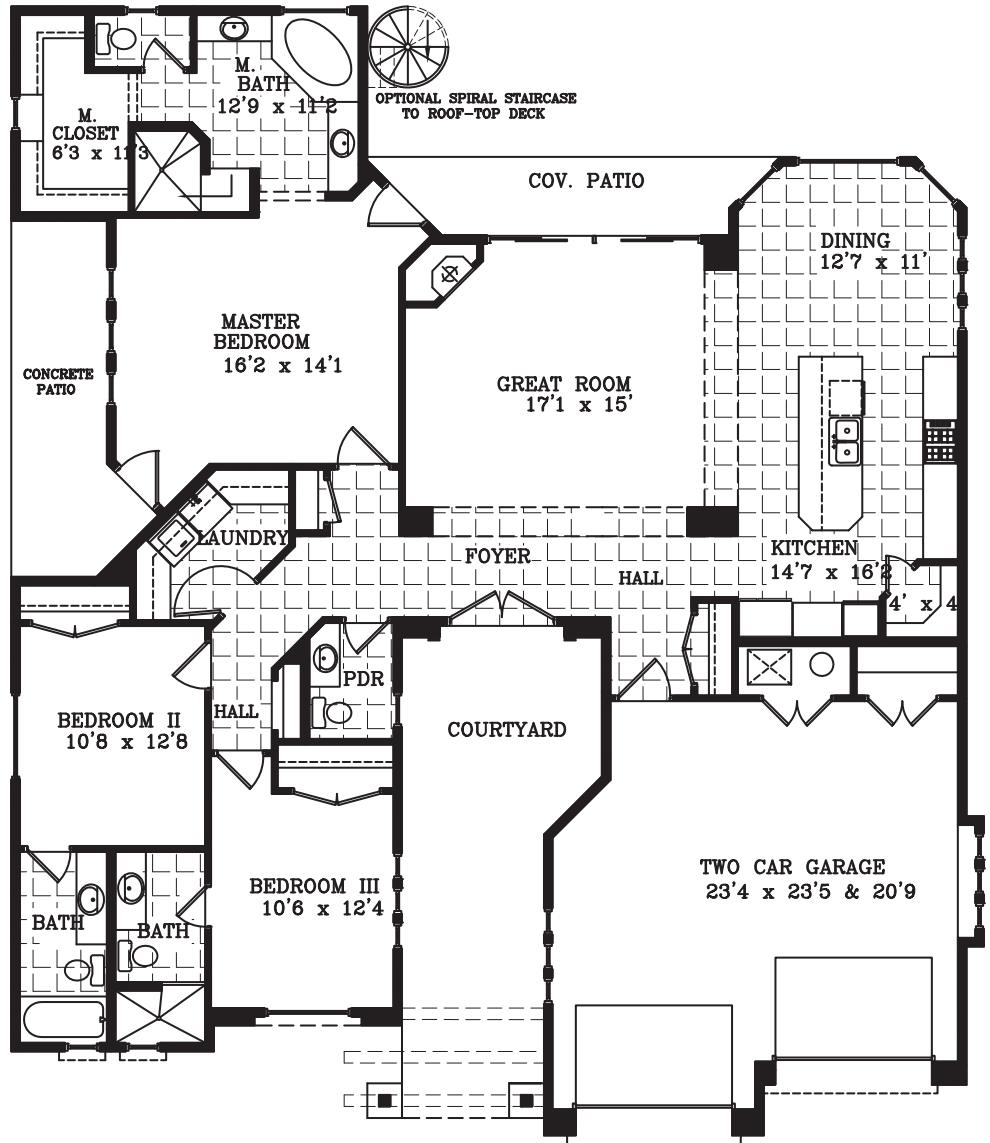 M.
BATH
12'9 x 11'2
M.
CLOSET
6'3 x 11'3
OPTIONAL SPIRAL STAIRCASE
TO ROOF-TOP DECK
COV. PATIO
DINING
12'7 x 11'
MASTER
BEDROOM
16'2 x 14'1
CONCRETE
PATIO
GREAT ROOM
17'1 x 15'
LAUNDRY
FOYER
HALL
KITCHEN
14'7 x 16'2
4' x 4
PDR
HALL
BEDROOM II
10'8 x 12'8
COURTYARD
BEDROOM III
10'6 x 12'4
TWO CAR GARAGE
23'4 x 23'5 & 20'9
BATH
BATH